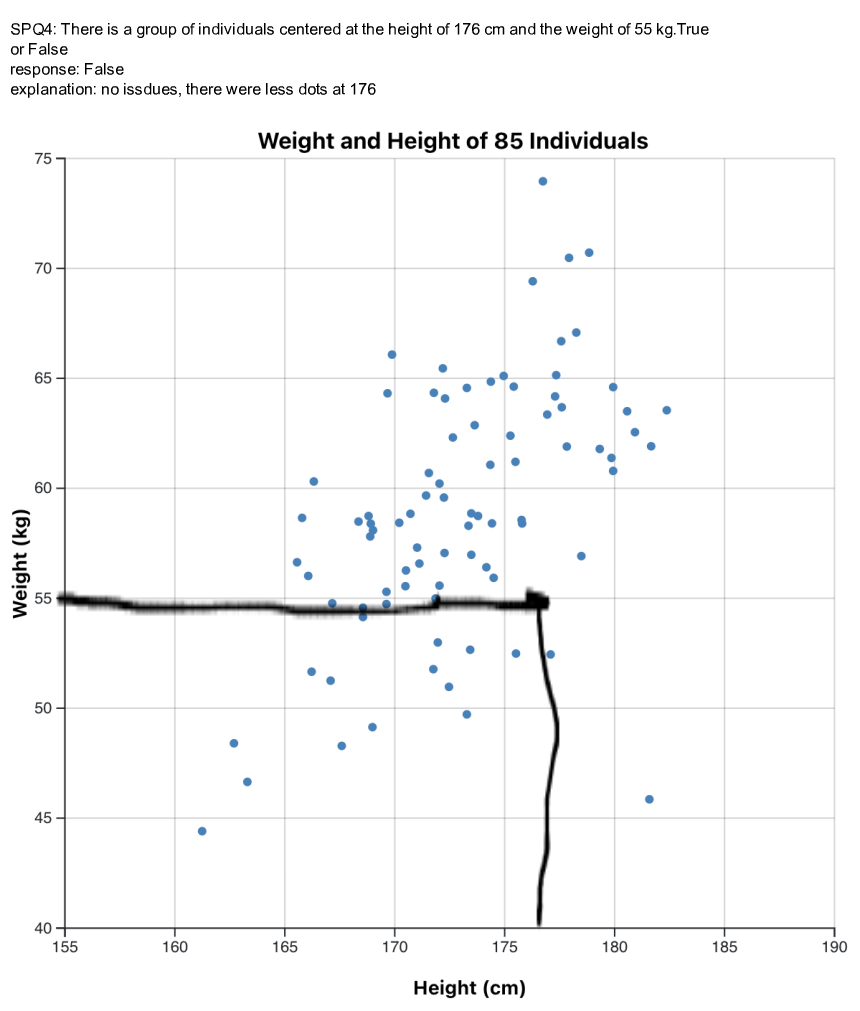 SPQ4: There is a group of individuals centered at the height of 176 cm and the weight of 55 kg.True
or False
response: False
explanation: no issdues, there were less dots at 176
Weight and Height of 85 Individuals
75
70
65
60
55
50
45
40
Weight (kg)
155 160 165 170 175 180 185 190
Height (cm)